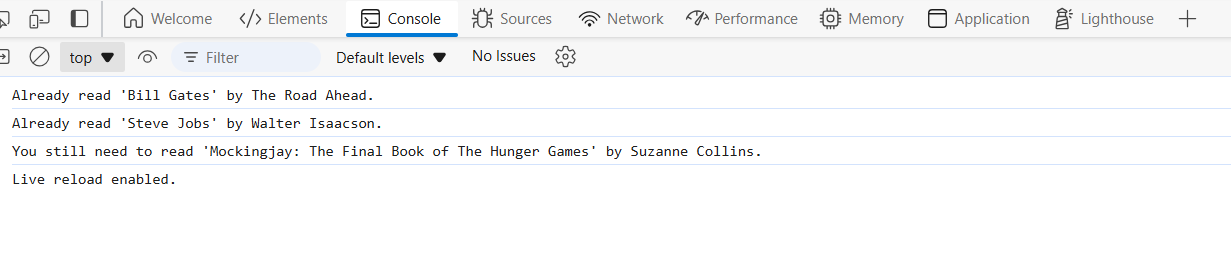 Welcome Elements Console Sources Network Performance Memory Application Lighthouse
top Filter Default levels No Issues
Already read 'Bill Gates' by The Road Ahead.
Already read 'Steve Jobs' by Walter Isaacson.
You still need to read 'Mockingjay: The Final Book of The Hunger Games' by Suzanne Collins.
Live reload enabled.